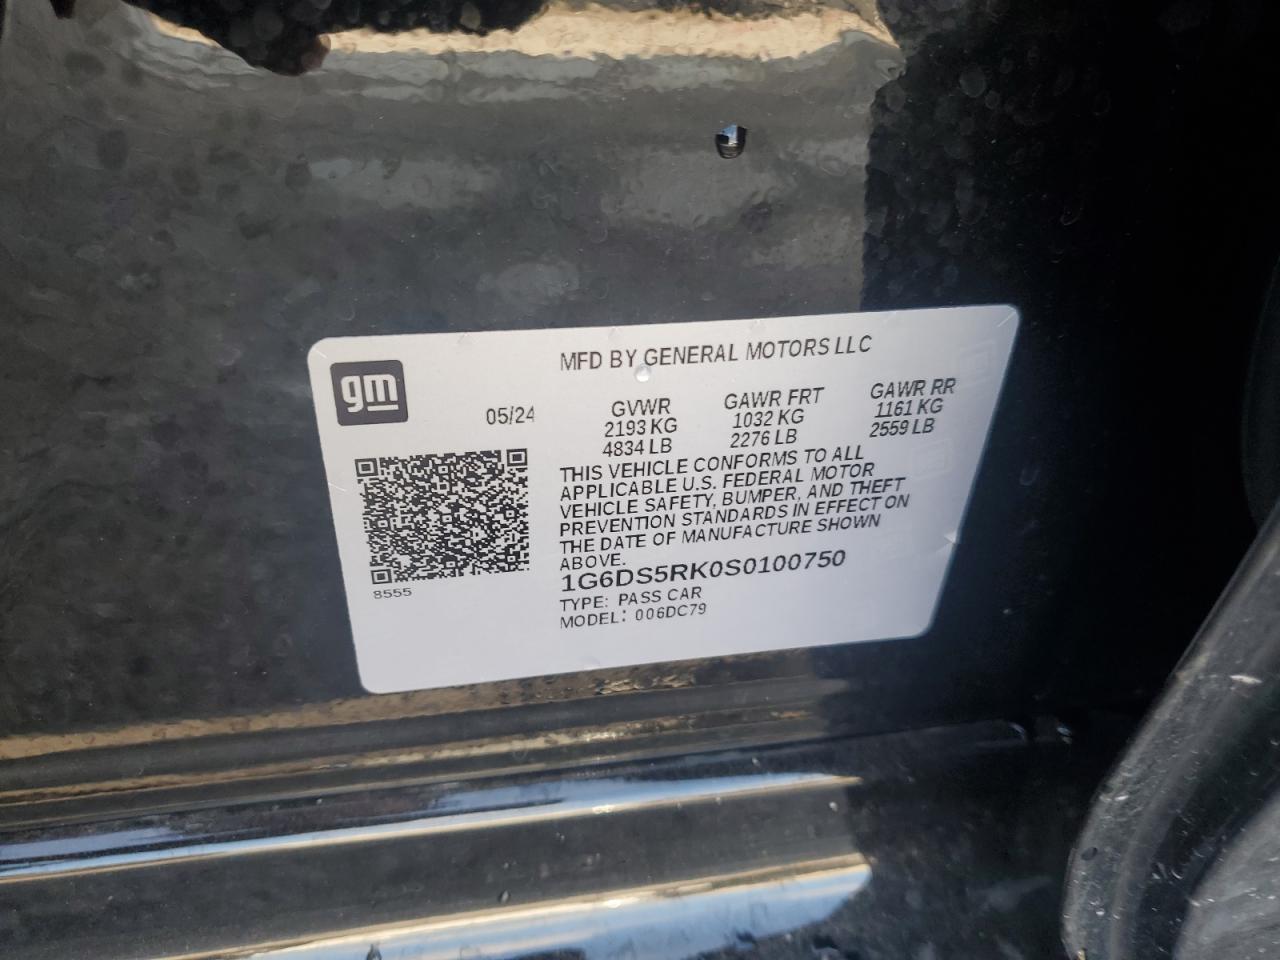 MFD BY GENERAL MOTORS LLC
gm
05/24
GVWR
2193 KG
4834 LB
GAWR FRT
1032 KG
2276 LB
GAWR RR
1161 KG
2559 LB
THIS VEHICLE CONFORMS TO ALL
APPLICABLE U.S. FEDERAL MOTOR
VEHICLE SAFETY, BUMPER, AND THEFT
PREVENTION STANDARDS IN EFFECT ON
THE DATE OF MANUFACTURE SHOWN
ABOVE.
1G6DS5RK0S0100750
TYPE: PASS CAR
MODEL: 006DC79
8555